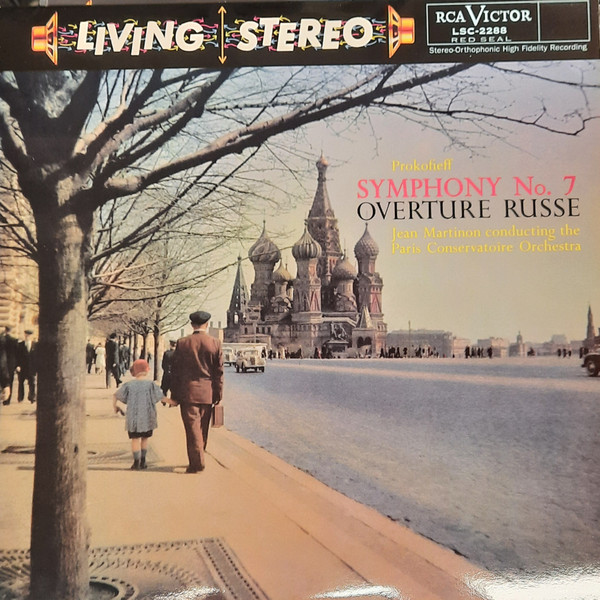 LIVING STEREO
RCA VICTOR
LSC-2288
RED SEAL
Stereo-Orthophonic High Fidelity Recording
Prokofieff
SYMPHONY No. 7
OVERTURE RUSSE
Jean Martinon conducting the
Paris Conservatoire Orchestra